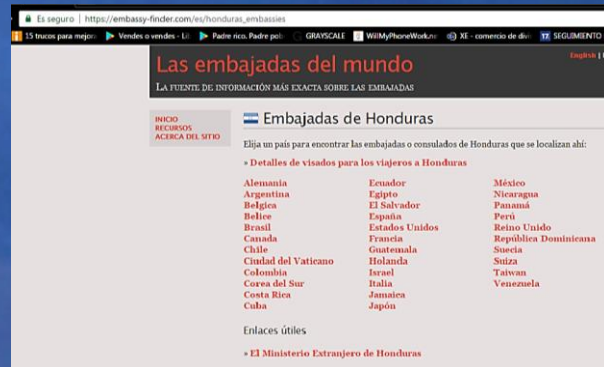 Es seguro | https://embassy-finder.com/es/honduras_embassies
15 trucos para mejor
Vendes o vendes - Li
Padre rico. Padre pob
GRAYSCALE
WillMyPhoneWork.ne
XE - comercio de divi
17 SEGUIMIENTO
Las embajadas del mundo
English |
LA FUENTE DE INFORMACIÓN MÁS EXACTA SOBRE LAS EMBAJADAS
INICIO
RECURSOS
ACERCA DEL SITIO
Embajadas de Honduras
Elija un país para encontrar las embajadas o consulados de Honduras que se localizan ahí:
» Detalles de visados para los viajeros a Honduras
Alemania
Argentina
Belgica
Belice
Brasil
Canada
Chile
Ciudad del Vaticano
Colombia
Corea del Sur
Costa Rica
Cuba
Ecuador
Egipto
El Salvador
España
Estados Unidos
Francia
Guatemala
Holanda
Israel
Italia
Jamaica
Japón
México
Nicaragua
Panamá
Perú
Reino Unido
República Dominicana
Suecia
Suiza
Taiwan
Venezuela
Enlaces útiles
» El Ministerio Extranjero de Honduras